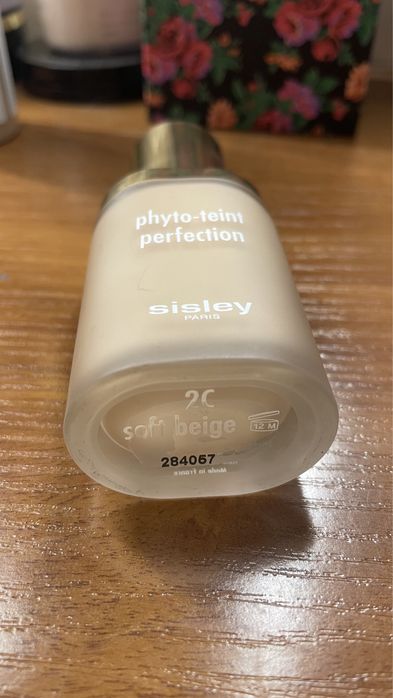 phyto-teint
perfection
sisley
PARIS
2C
soft beige
12 M
284067
Made in France